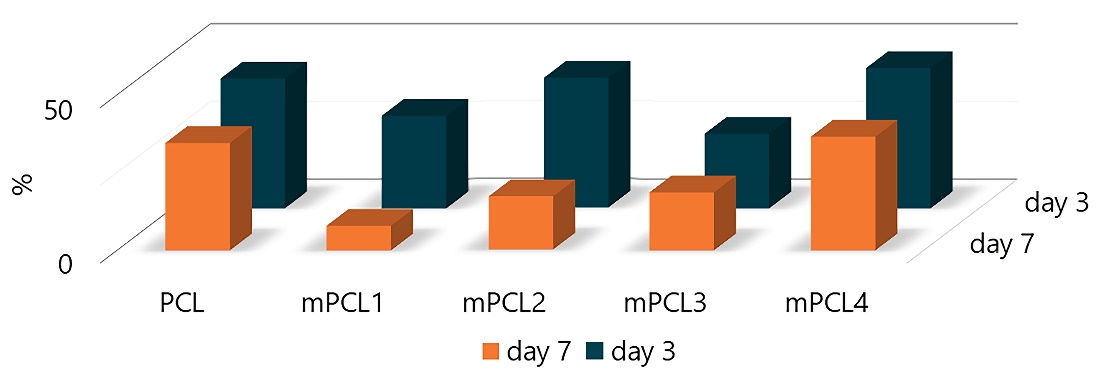 50
%
0
day 3
day 7
PCL mPCL1 mPCL2 mPCL3 mPCL4
day 7 day 3